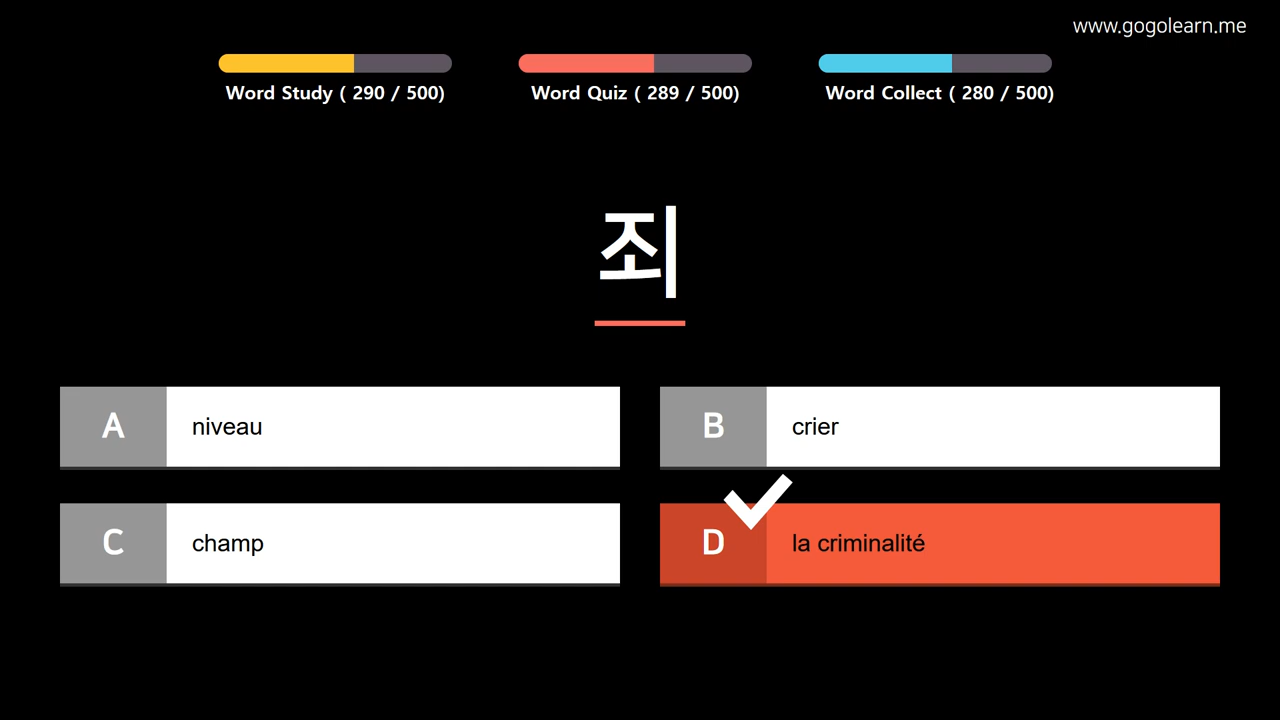 www.gogolearn.me
Word Study ( 290 / 500)
Word Quiz ( 289 / 500)
Word Collect ( 280 / 500)
죄
A niveau
B crier
C champ
D la criminalité